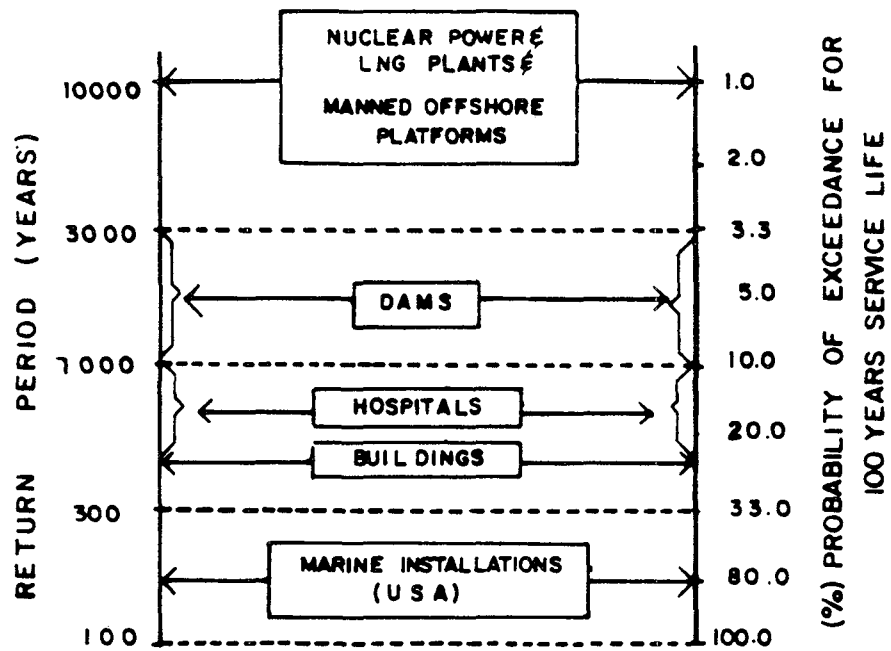 RETURN PERIOD (YEARS)
10000
3000
1000
300
100
NUCLEAR POWER &
LNG PLANTS &
MANNED OFFSHORE
PLATFORMS
DAMS
HOSPITALS
BUILDINGS
MARINE INSTALLATIONS
(USA)
1.0
2.0
3.3
5.0
10.0
20.0
33.0
80.0
100.0
(%) PROBABILITY OF EXCEEDANCE FOR
100 YEARS SERVICE LIFE